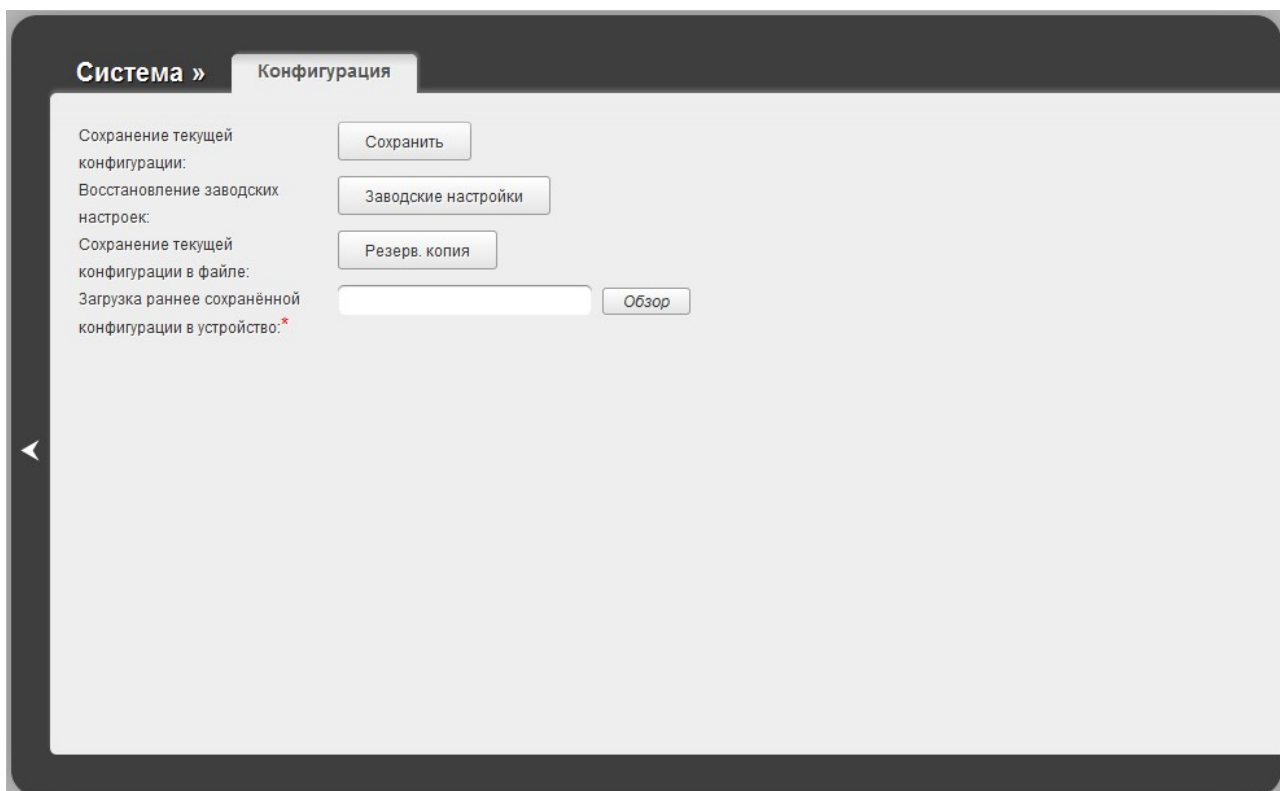 Система »
Конфигурация
Сохранение текущей
конфигурации:
Сохранить
Восстановление заводских
настроек:
Заводские настройки
Сохранение текущей
конфигурации в файле:
Резерв. копия
Загрузка раннее сохранённой
конфигурации в устройство:*
Обзор